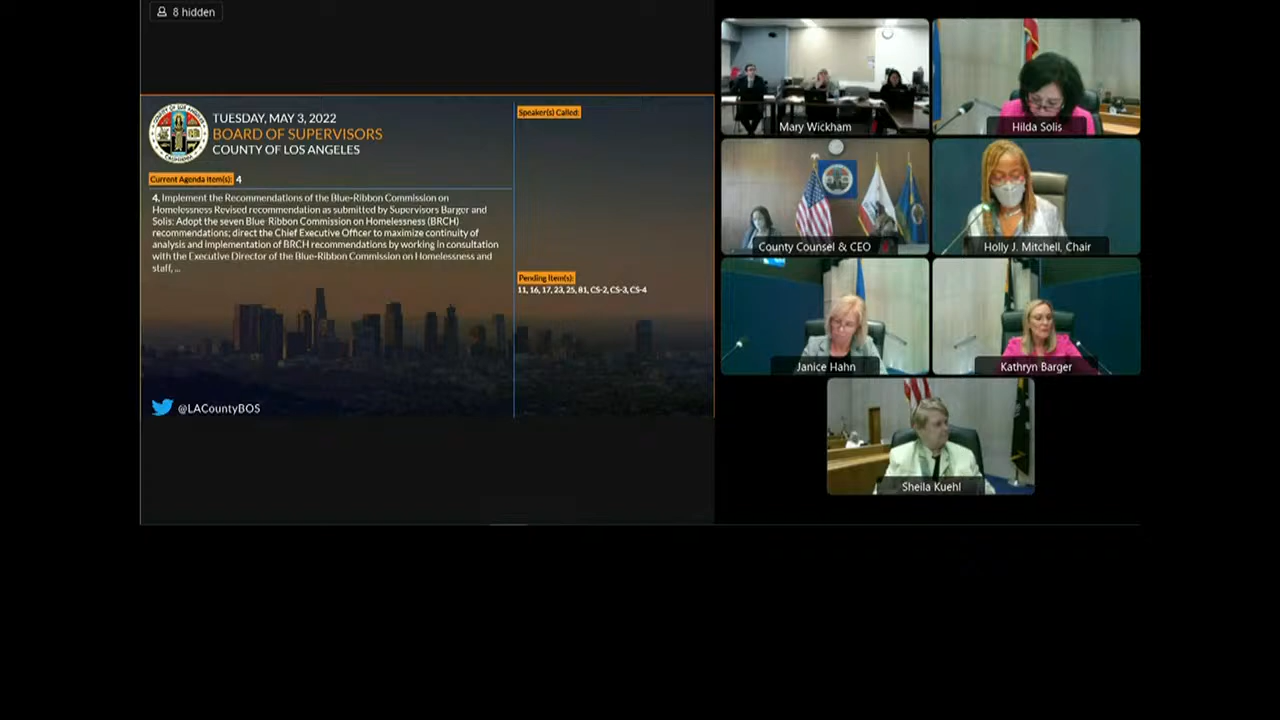 8 hidden
TUESDAY, MAY 3, 2022
BOARD OF SUPERVISORS
COUNTY OF LOS ANGELES
Current Agenda Item(s): 4
4. Implement the Recommendations of the Blue-Ribbon Commission on
Homelessness Revised recommendation as submitted by Supervisors Barger and
Solis: Adopt the seven Blue-Ribbon Commission on Homelessness (BRCH)
recommendations; direct the Chief Executive Officer to maximize continuity of
analysis and implementation of BRCH recommendations by working in consultation
with the Executive Director of the Blue-Ribbon Commission on Homelessness and
staff, ...
@LACountyBOS
Speaker(s) Called:
Pending Item(s):
11, 16, 17, 23, 25, 81, CS-2, CS-3, CS-4
Mary Wickham
Hilda Solis
County Counsel & CEO
Holly J. Mitchell, Chair
Janice Hahn
Kathryn Barger
Sheila Kuehl